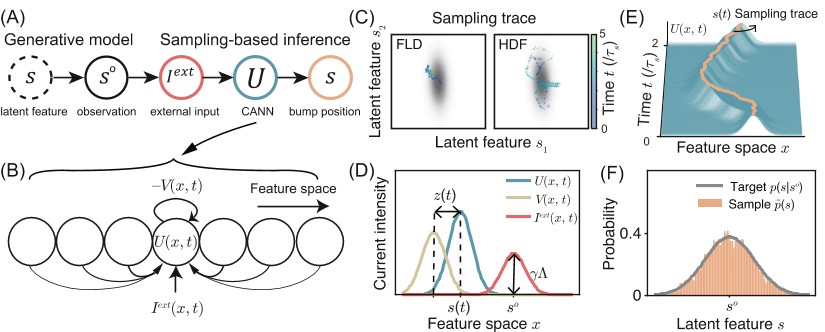 (A)
Generative model
Sampling-based inference
s
s^o
I^ext
U
s
latent feature
observation
external input
CANN
bump position
(B)
−V(x, t)
Feature space
U(x, t)
I^ext(x, t)
(C)
Sampling trace
FLD
HDF
Latent feature s_2
Latent feature s_1
5
0
Time t (/τ_s)
(D)
U(x, t)
V(x, t)
I^ext(x, t)
z(t)
γΛ
Current intensity
s(t)
s^o
Feature space x
(E)
s(t) Sampling trace
U(x, t)
2
0
Time t (/τ_s)
Feature space x
(F)
Target p(s|s^o)
Sample p̃(s)
0.4
0
Probability
s^o
Latent feature s